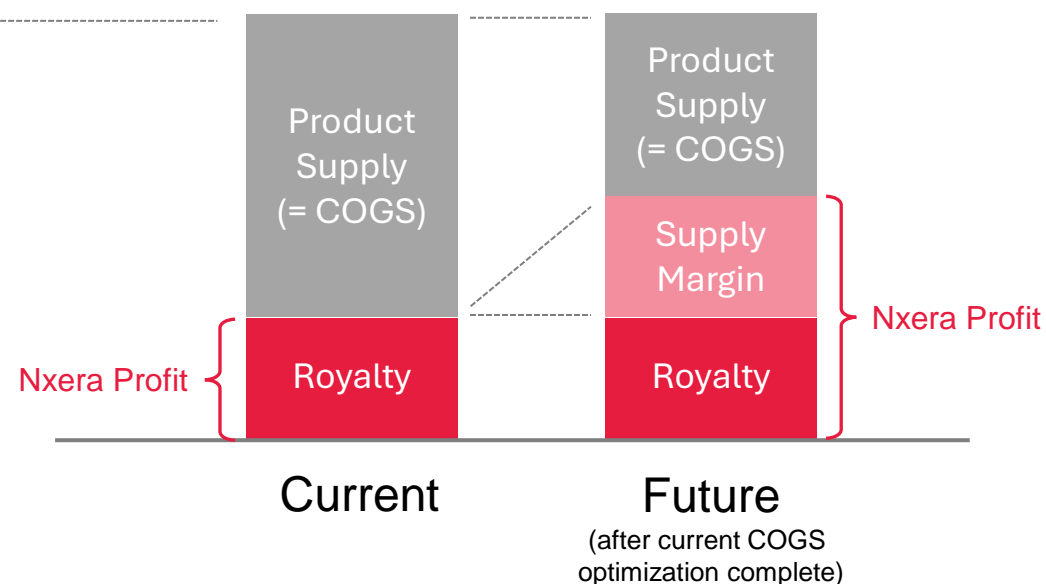 Product
Supply
(= COGS)
Royalty
Nxera Profit
Product
Supply
(= COGS)
Supply
Margin
Royalty
Nxera Profit
Current
Future
(after current COGS
optimization complete)